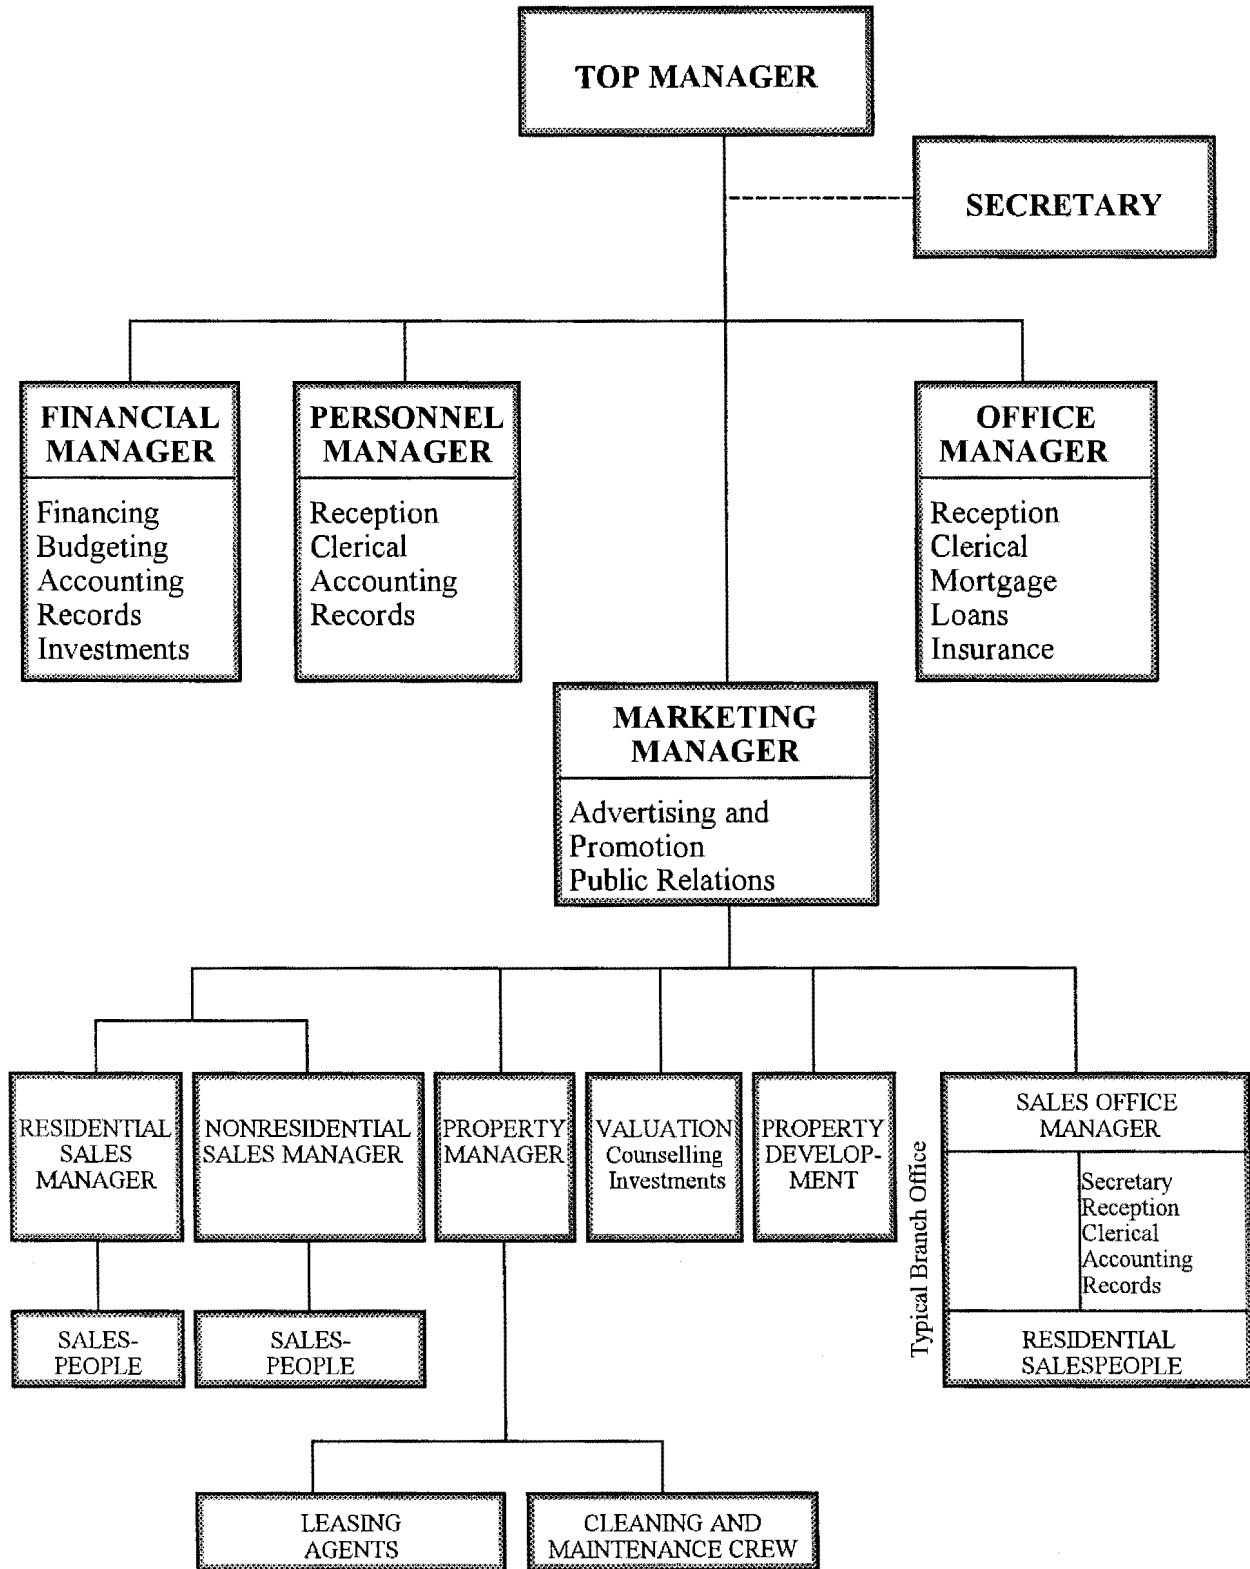 TOP MANAGER
SECRETARY
FINANCIAL
MANAGER
Financing
Budgeting
Accounting
Records
Investments
PERSONNEL
MANAGER
Reception
Clerical
Accounting
Records
OFFICE
MANAGER
Reception
Clerical
Mortgage
Loans
Insurance
MARKETING
MANAGER
Advertising and
Promotion
Public Relations
RESIDENTIAL
SALES
MANAGER
NONRESIDENTIAL
SALES MANAGER
PROPERTY
MANAGER
VALUATION
Counselling
Investments
PROPERTY
DEVELOP-
MENT
Typical Branch Office
SALES OFFICE
MANAGER
Secretary
Reception
Clerical
Accounting
Records
RESIDENTIAL
SALESPEOPLE
SALES-
PEOPLE
SALES-
PEOPLE
LEASING
AGENTS
CLEANING AND
MAINTENANCE CREW